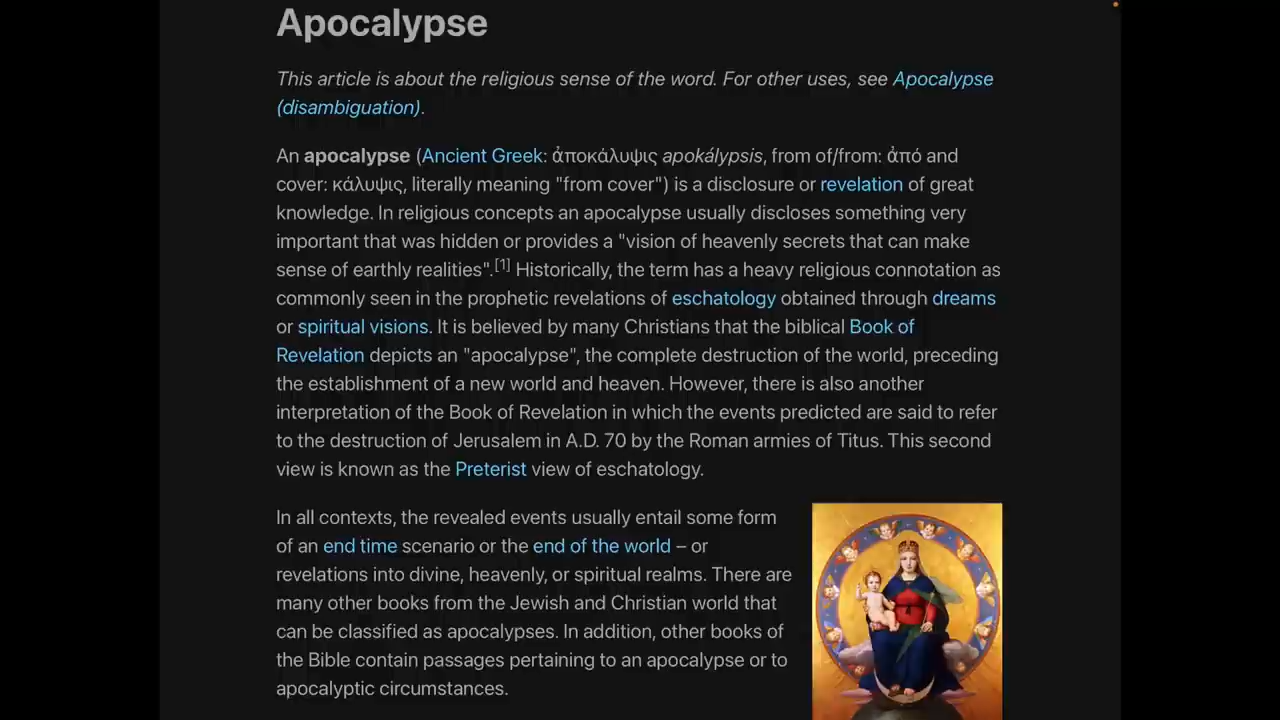 Apocalypse
This article is about the religious sense of the word. For other uses, see Apocalypse
(disambiguation).
An apocalypse (Ancient Greek: ἀποκάλυψις apokálypsis, from of/from: ἀπό and
cover: κάλυψις, literally meaning "from cover") is a disclosure or revelation of great
knowledge. In religious concepts an apocalypse usually discloses something very
important that was hidden or provides a "vision of heavenly secrets that can make
sense of earthly realities".[1] Historically, the term has a heavy religious connotation as
commonly seen in the prophetic revelations of eschatology obtained through dreams
or spiritual visions. It is believed by many Christians that the biblical Book of
Revelation depicts an "apocalypse", the complete destruction of the world, preceding
the establishment of a new world and heaven. However, there is also another
interpretation of the Book of Revelation in which the events predicted are said to refer
to the destruction of Jerusalem in A.D. 70 by the Roman armies of Titus. This second
view is known as the Preterist view of eschatology.
In all contexts, the revealed events usually entail some form
of an end time scenario or the end of the world – or
revelations into divine, heavenly, or spiritual realms. There are
many other books from the Jewish and Christian world that
can be classified as apocalypses. In addition, other books of
the Bible contain passages pertaining to an apocalypse or to
apocalyptic circumstances.